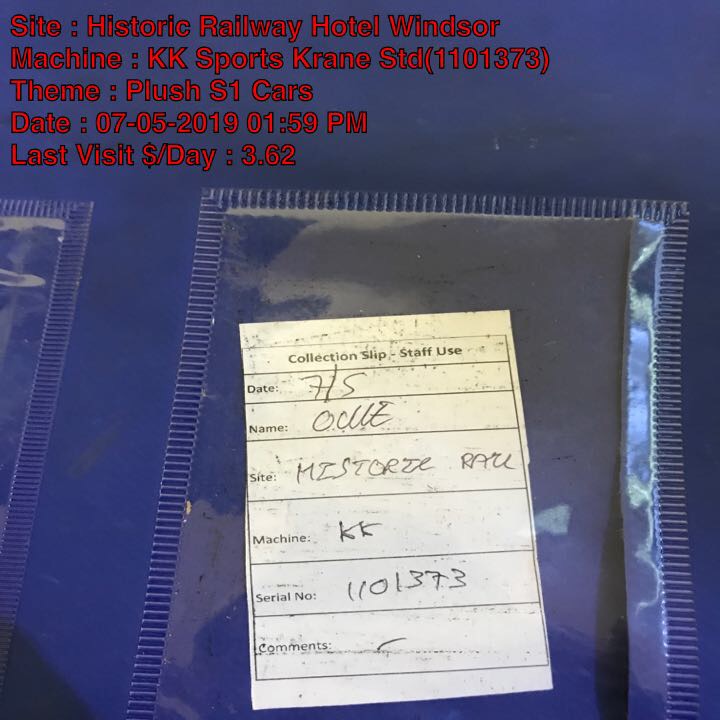 Site : Historic Railway Hotel Windsor
Machine : KK Sports Krane Std(1101373)
Theme : Plush S1 Cars
Date : 07-05-2019 01:59 PM
Last Visit $/Day : 3.62
Collection Slip - Staff Use
Date: 7/5
Name: OLLIE
Site: HISTORIC RAIL
Machine: KK
Serial No: 1101373
Comments: